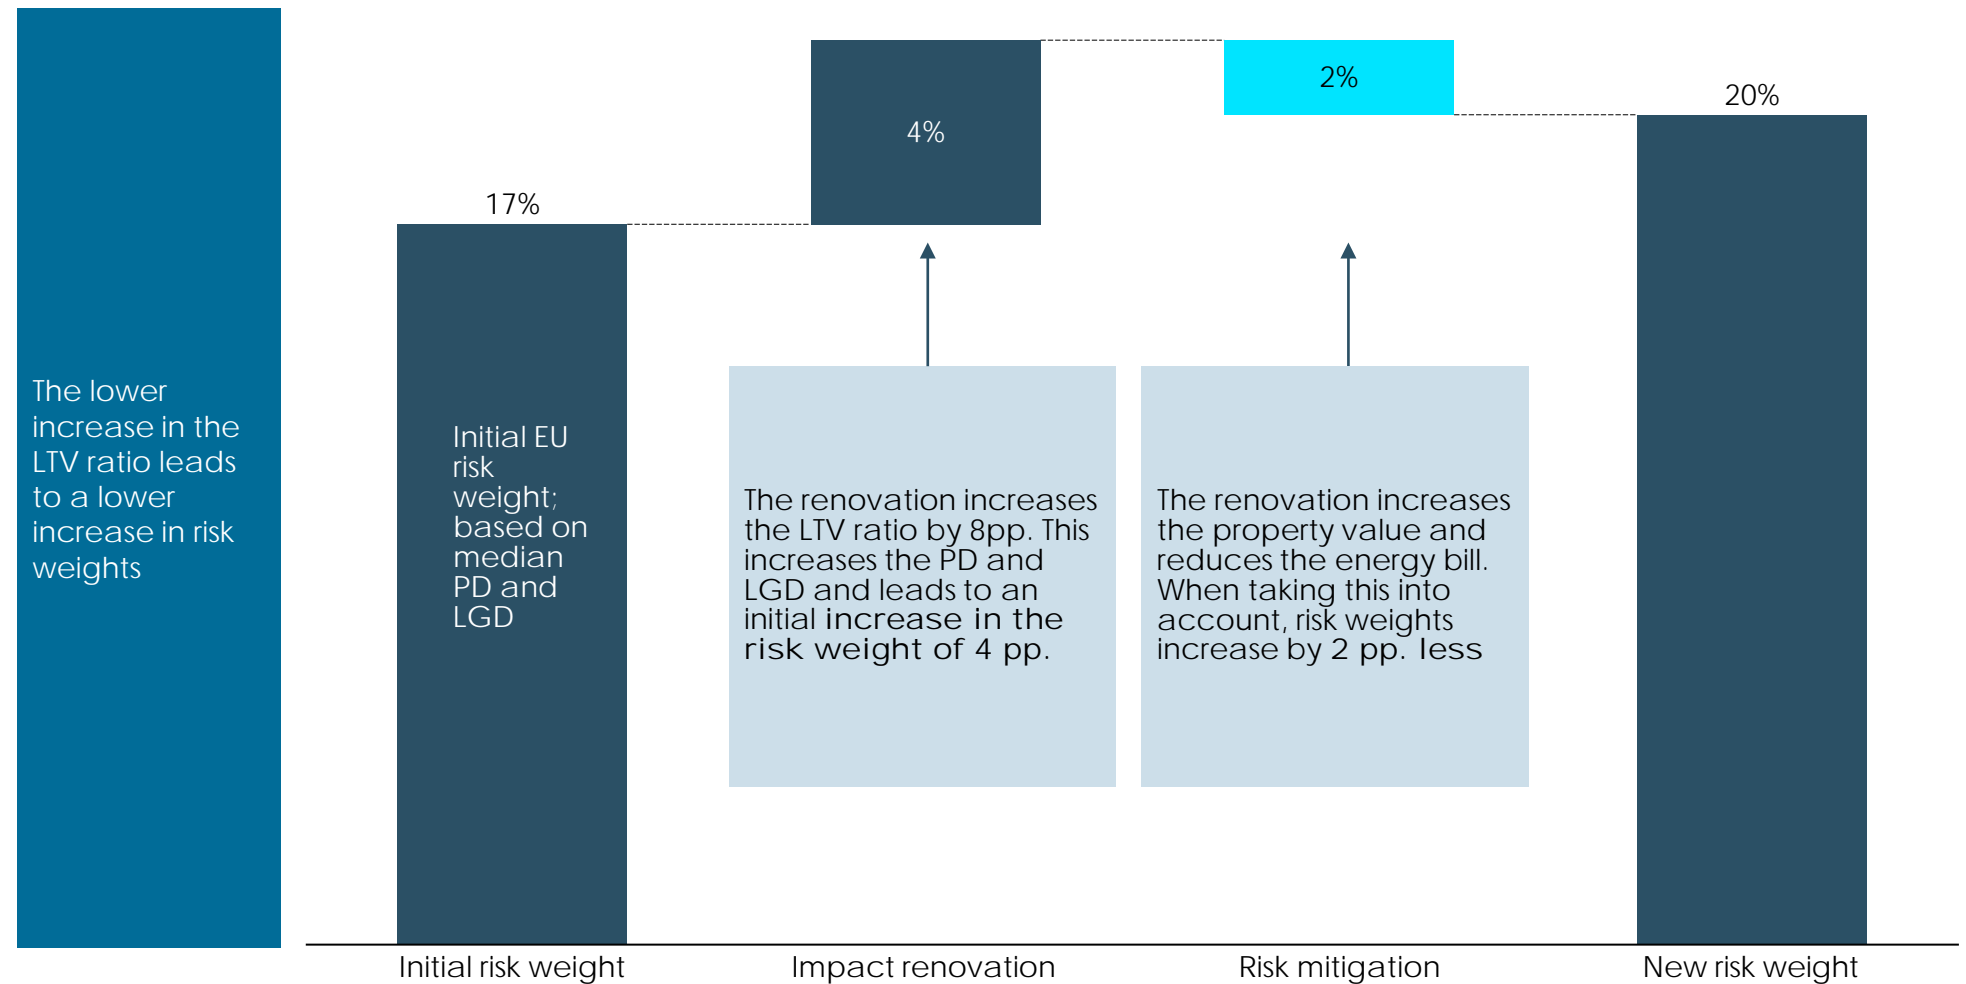 The lower
increase in the
LTV ratio leads
to a lower
increase in risk
weights
17%
Initial EU
risk
weight;
based on
median
PD and
LGD
4%
The renovation increases
the LTV ratio by 8pp. This
increases the PD and
LGD and leads to an
initial increase in the
risk weight of 4 pp.
2%
The renovation increases
the property value and
reduces the energy bill.
When taking this into
account, risk weights
increase by 2 pp. less
20%
Initial risk weight
Impact renovation
Risk mitigation
New risk weight